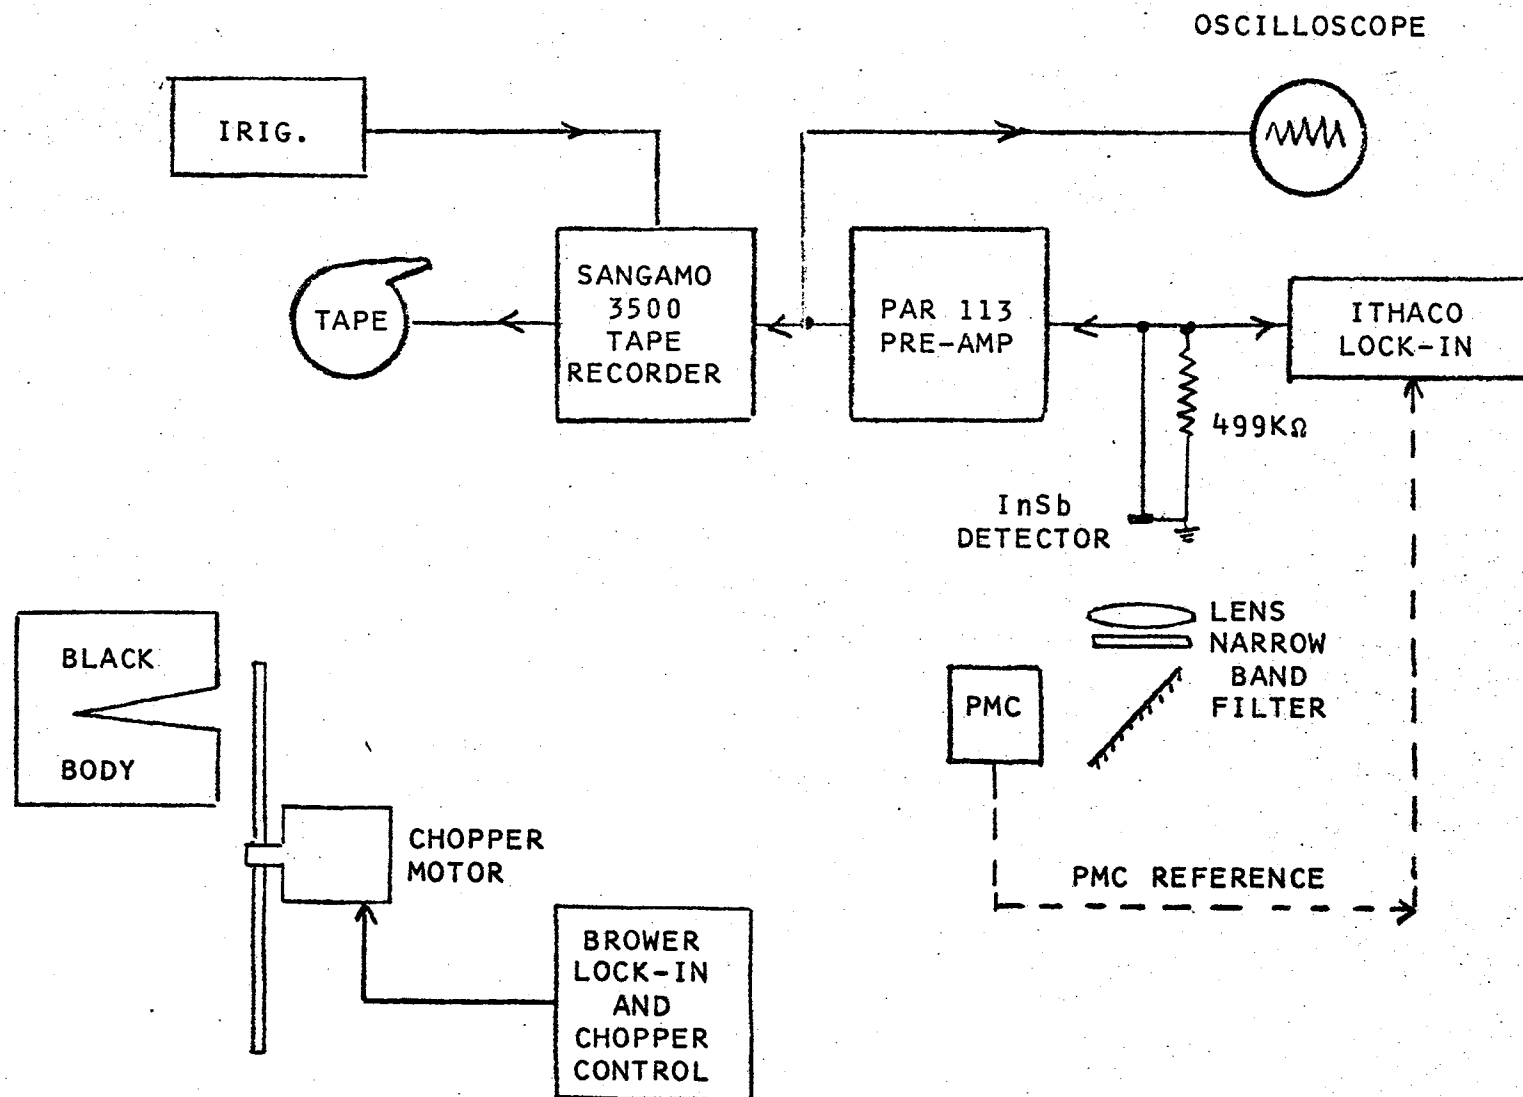 OSCILLOSCOPE
IRIG.
SANGAMO
3500
TAPE
RECORDER
TAPE
PAR 113
PRE-AMP
ITHACO
LOCK-IN
499KΩ
InSb
DETECTOR
LENS
NARROW
BAND
FILTER
PMC
BLACK
BODY
CHOPPER
MOTOR
PMC REFERENCE
BROWER
LOCK-IN
AND
CHOPPER
CONTROL